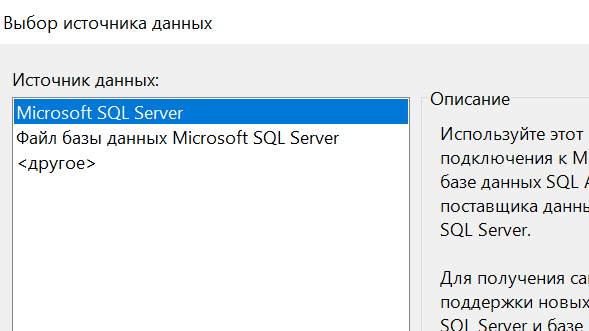 Выбор источника данных
Источник данных:
Microsoft SQL Server
Файл базы данных Microsoft SQL Server
<другое>
Описание
Используйте этот
подключения к M
базе данных SQL A
поставщика данны
SQL Server.
Для получения са
поддержки новых
SQL Server и базе